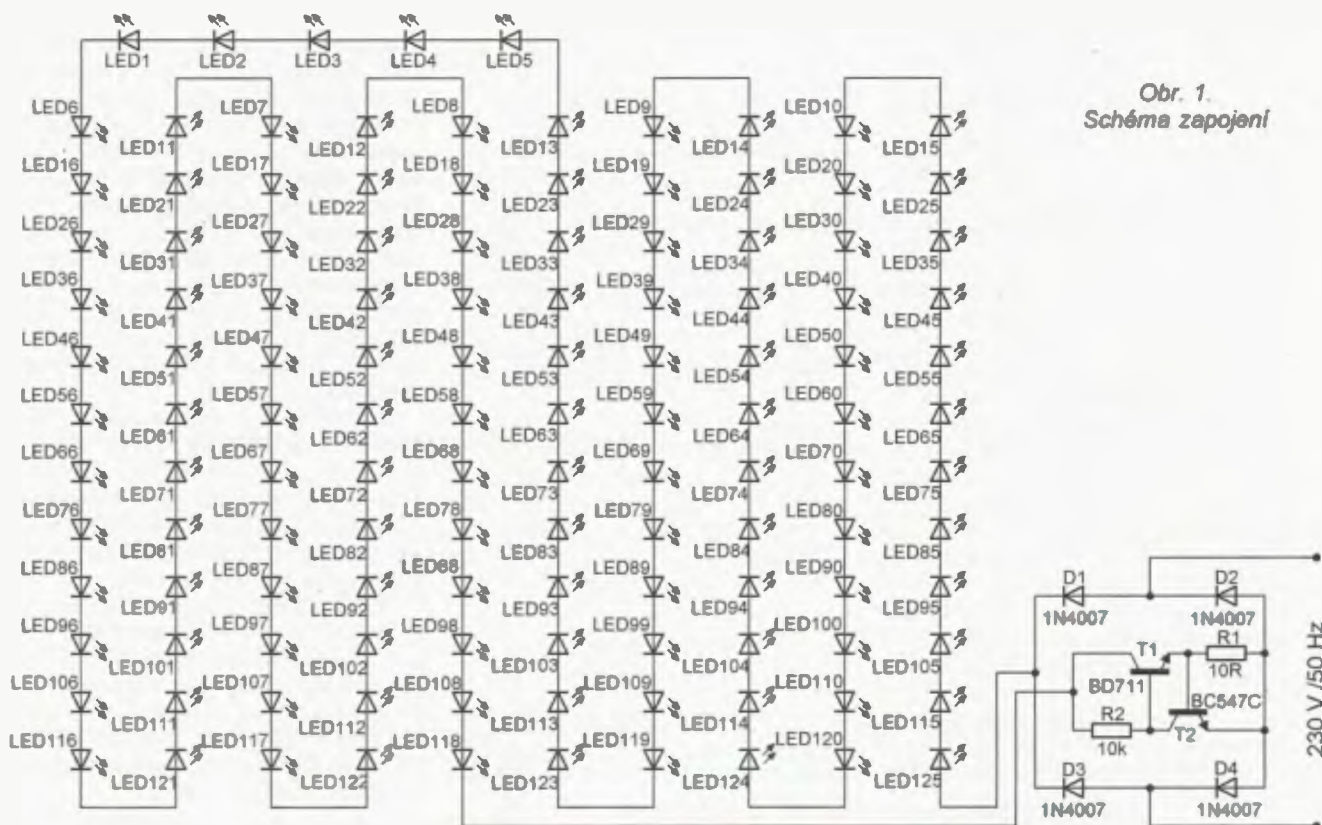 LED1 LED2 LED3 LED4 LED5
Obr. 1.
Schéma zapojení
LED6 LED7 LED8 LED9 LED10
LED11 LED12 LED13 LED14 LED15
LED16 LED17 LED18 LED19 LED20
LED21 LED22 LED23 LED24 LED25
LED26 LED27 LED28 LED29 LED30
LED31 LED32 LED33 LED34 LED35
LED36 LED37 LED38 LED39 LED40
LED41 LED42 LED43 LED44 LED45
LED46 LED47 LED48 LED49 LED50
LED51 LED52 LED53 LED54 LED55
LED56 LED57 LED58 LED59 LED60
LED61 LED62 LED63 LED64 LED65
LED66 LED67 LED68 LED69 LED70
LED71 LED72 LED73 LED74 LED75
LED76 LED77 LED78 LED79 LED80
LED81 LED82 LED83 LED84 LED85
LED86 LED87 LED88 LED89 LED90
LED91 LED92 LED93 LED94 LED95
LED96 LED97 LED98 LED99 LED100
LED101 LED102 LED103 LED104 LED105
LED106 LED107 LED108 LED109 LED110
LED111 LED112 LED113 LED114 LED115
LED116 LED117 LED118 LED119 LED120
LED121 LED122 LED123 LED124 LED125
D1 D2
1N4007 1N4007
T1 R1
10R
BD711
BC547C
R2
T2
10k
D3 D4
1N4007 1N4007
230 V /50 Hz